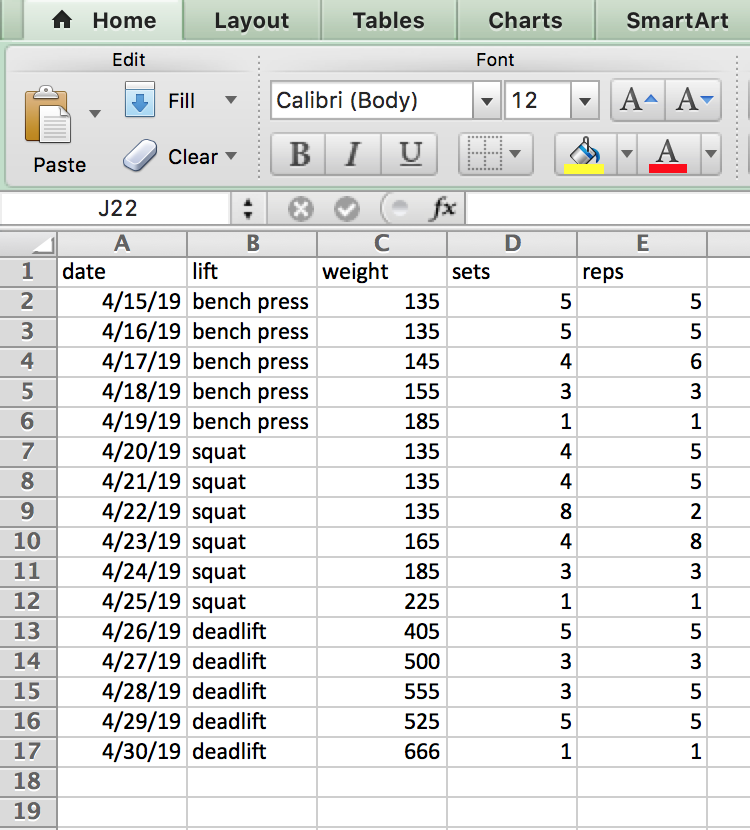 Home Layout Tables Charts SmartArt
Edit Font
Fill Calibri (Body) 12 A A
Paste Clear B I U A
J22 fx
A B C D E
1 date lift weight sets reps
2 4/15/19 bench press 135 5 5
3 4/16/19 bench press 135 5 5
4 4/17/19 bench press 145 4 6
5 4/18/19 bench press 155 3 3
6 4/19/19 bench press 185 1 1
7 4/20/19 squat 135 4 5
8 4/21/19 squat 135 4 5
9 4/22/19 squat 135 8 2
10 4/23/19 squat 165 4 8
11 4/24/19 squat 185 3 3
12 4/25/19 squat 225 1 1
13 4/26/19 deadlift 405 5 5
14 4/27/19 deadlift 500 3 3
15 4/28/19 deadlift 555 3 5
16 4/29/19 deadlift 525 5 5
17 4/30/19 deadlift 666 1 1
18
19